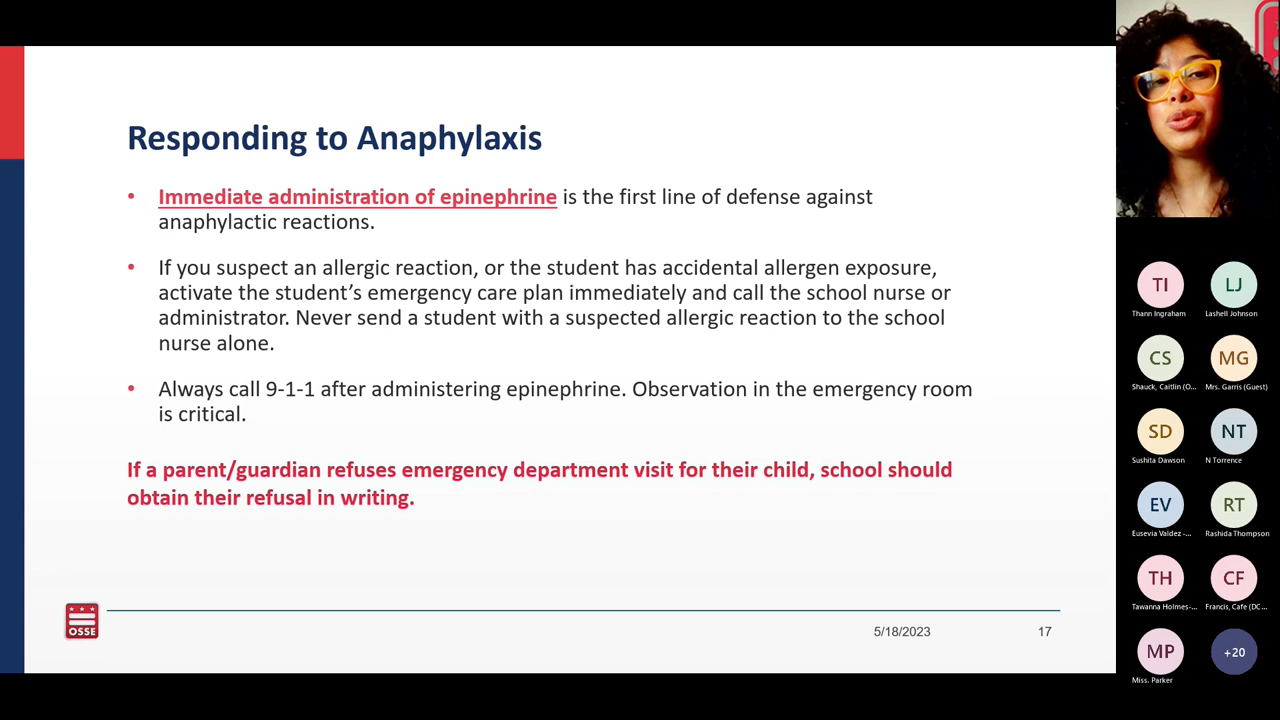 Responding to Anaphylaxis
• Immediate administration of epinephrine is the first line of defense against
anaphylactic reactions.
• If you suspect an allergic reaction, or the student has accidental allergen exposure,
activate the student’s emergency care plan immediately and call the school nurse or
administrator. Never send a student with a suspected allergic reaction to the school
nurse alone.
• Always call 9-1-1 after administering epinephrine. Observation in the emergency room
is critical.
If a parent/guardian refuses emergency department visit for their child, school should
obtain their refusal in writing.
OSSE
5/18/2023
17
TI
Thann Ingraham
LJ
Lashell Johnson
CS
Shauck, Caitlin (O...
MG
Mrs. Garris (Guest)
SD
Sushita Dawson
NT
N Torrence
EV
Eusevia Valdez -...
RT
Rashida Thompson
TH
Tawanna Holmes-...
CF
Francis, Cafe (DC...
MP
Miss. Parker
+20